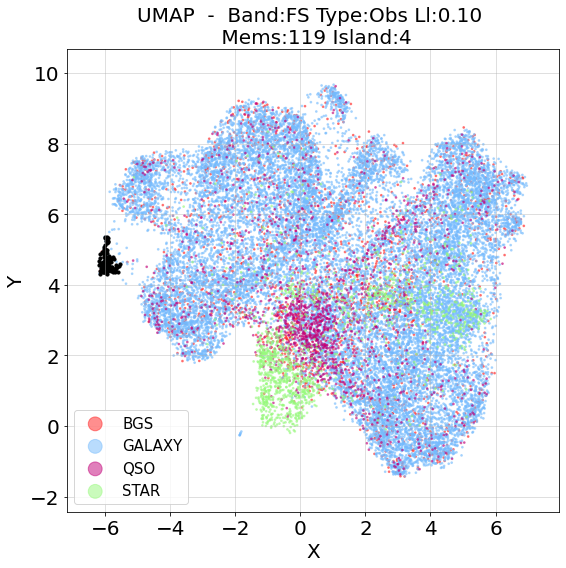 UMAP  -  Band:FS Type:Obs Ll:0.10
Mems:119 Island:4
Y
10
8
6
4
2
0
−2
BGS
GALAXY
QSO
STAR
−6 −4 −2 0 2 4 6
X